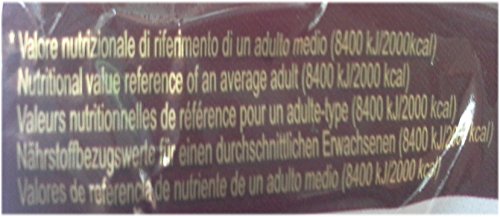 * Valore nutrizionale di riferimento di un adulto medio (8400 kJ/2000kcal)
Nutritional value reference of an average adult (8400 kJ/2000 kcal)
Valeurs nutritionnelles de référence pour un adulte-type (8400 kJ/2000 kcal)
Nährstoffbezugswerte für einen durchschnittlichen Erwachsenen (8400 kJ/2000 kcal)
Valores de referencia de nutriente de un adulto medio (8400 kJ/2000 kcal)